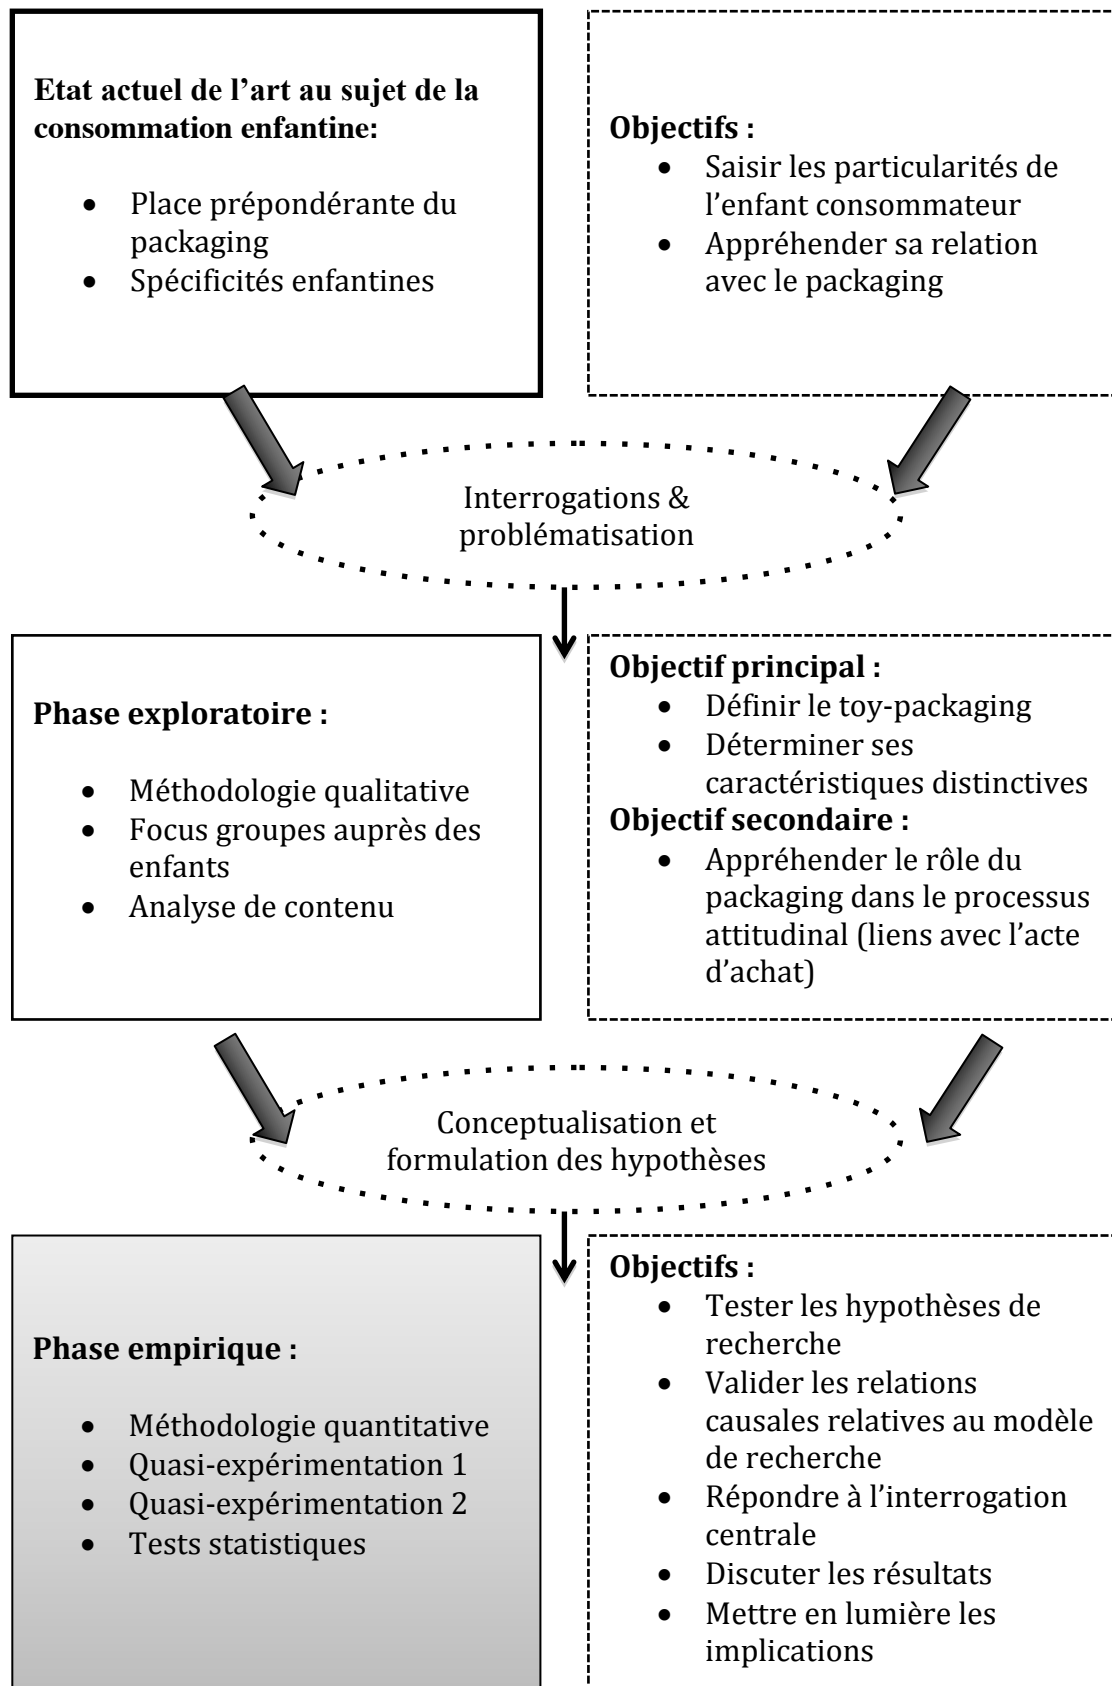 Etat actuel de l’art au sujet de la
consommation enfantine:
• Place prépondérante du
packaging
• Spécificités enfantines
Objectifs :
• Saisir les particularités de
l’enfant consommateur
• Appréhender sa relation
avec le packaging
Interrogations &
problématisation
Phase exploratoire :
• Méthodologie qualitative
• Focus groupes auprès des
enfants
• Analyse de contenu
Objectif principal :
• Définir le toy-packaging
• Déterminer ses
caractéristiques distinctives
Objectif secondaire :
• Appréhender le rôle du
packaging dans le processus
attitudinal (liens avec l’acte
d’achat)
Conceptualisation et
formulation des hypothèses
Phase empirique :
• Méthodologie quantitative
• Quasi-expérimentation 1
• Quasi-expérimentation 2
• Tests statistiques
Objectifs :
• Tester les hypothèses de
recherche
• Valider les relations
causales relatives au modèle
de recherche
• Répondre à l’interrogation
centrale
• Discuter les résultats
• Mettre en lumière les
implications